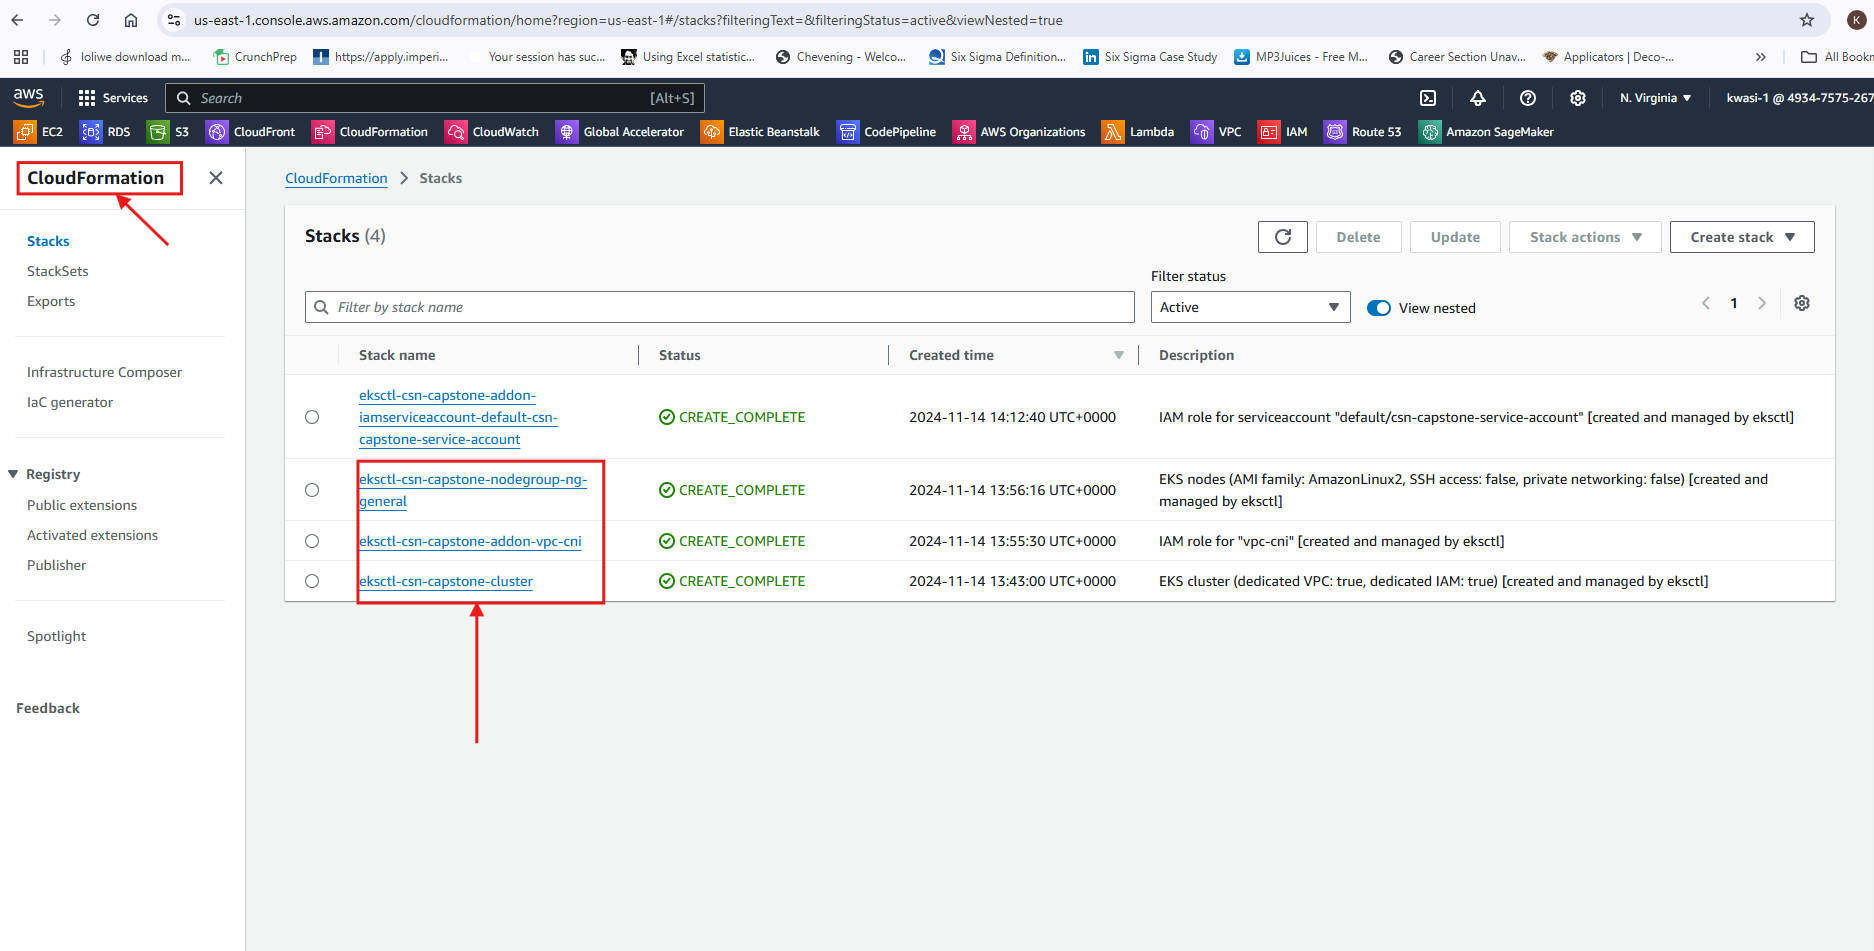 us-east-1.console.aws.amazon.com/cloudformation/home?region=us-east-1#/stacks?filteringText=&filteringStatus=active&viewNested=true
K
loliwe download m...
CrunchPrep
https://apply.imperi...
Your session has suc...
Using Excel statistic...
Chevening - Welco...
Six Sigma Definition...
Six Sigma Case Study
MP3Juices - Free M...
Career Section Unav...
Applicators | Deco-...
»
All Bookm
aws
Services
Search
[Alt+S]
N. Virginia
kwasi-1 @ 4934-7575-267
EC2
RDS
S3
CloudFront
CloudFormation
CloudWatch
Global Accelerator
Elastic Beanstalk
CodePipeline
AWS Organizations
Lambda
VPC
IAM
Route 53
Amazon SageMaker
CloudFormation
Stacks
StackSets
Exports
Infrastructure Composer
IaC generator
Registry
Public extensions
Activated extensions
Publisher
Spotlight
Feedback
CloudFormation > Stacks
Stacks (4)
Delete
Update
Stack actions
Create stack
Filter status
Filter by stack name
Active
View nested
1
Stack name
Status
Created time
Description
eksctl-csn-capstone-addon-
iamserviceaccount-default-csn-
capstone-service-account
CREATE_COMPLETE
2024-11-14 14:12:40 UTC+0000
IAM role for serviceaccount "default/csn-capstone-service-account" [created and managed by eksctl]
eksctl-csn-capstone-nodegroup-ng-
general
CREATE_COMPLETE
2024-11-14 13:56:16 UTC+0000
EKS nodes (AMI family: AmazonLinux2, SSH access: false, private networking: false) [created and
managed by eksctl]
eksctl-csn-capstone-addon-vpc-cni
CREATE_COMPLETE
2024-11-14 13:55:30 UTC+0000
IAM role for "vpc-cni" [created and managed by eksctl]
eksctl-csn-capstone-cluster
CREATE_COMPLETE
2024-11-14 13:43:00 UTC+0000
EKS cluster (dedicated VPC: true, dedicated IAM: true) [created and managed by eksctl]